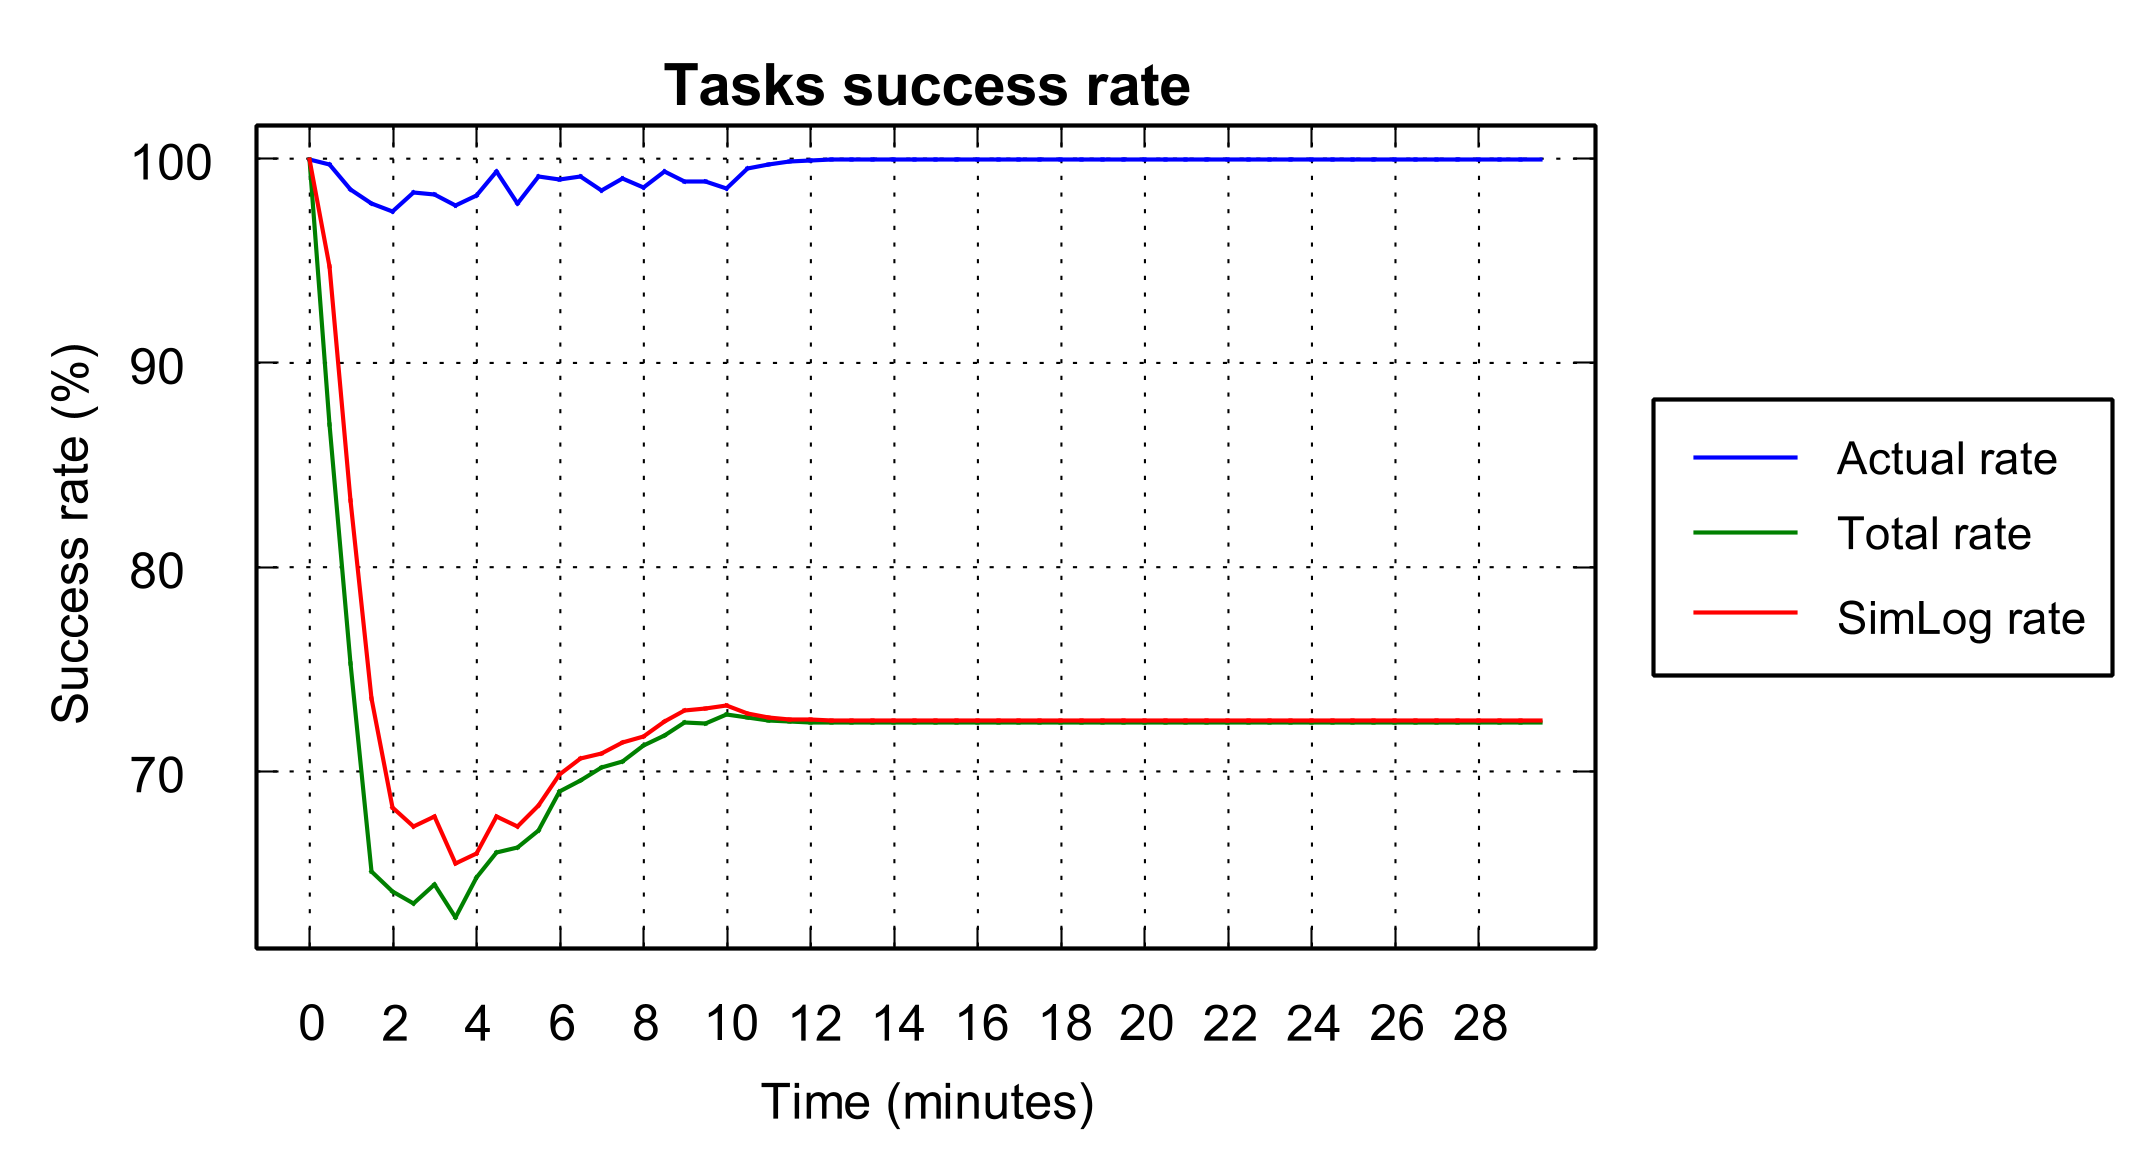 Tasks success rate
100
90
80
70
Success rate (%)
0 2 4 6 8 10 12 14 16 18 20 22 24 26 28
Time (minutes)
Actual rate
Total rate
SimLog rate